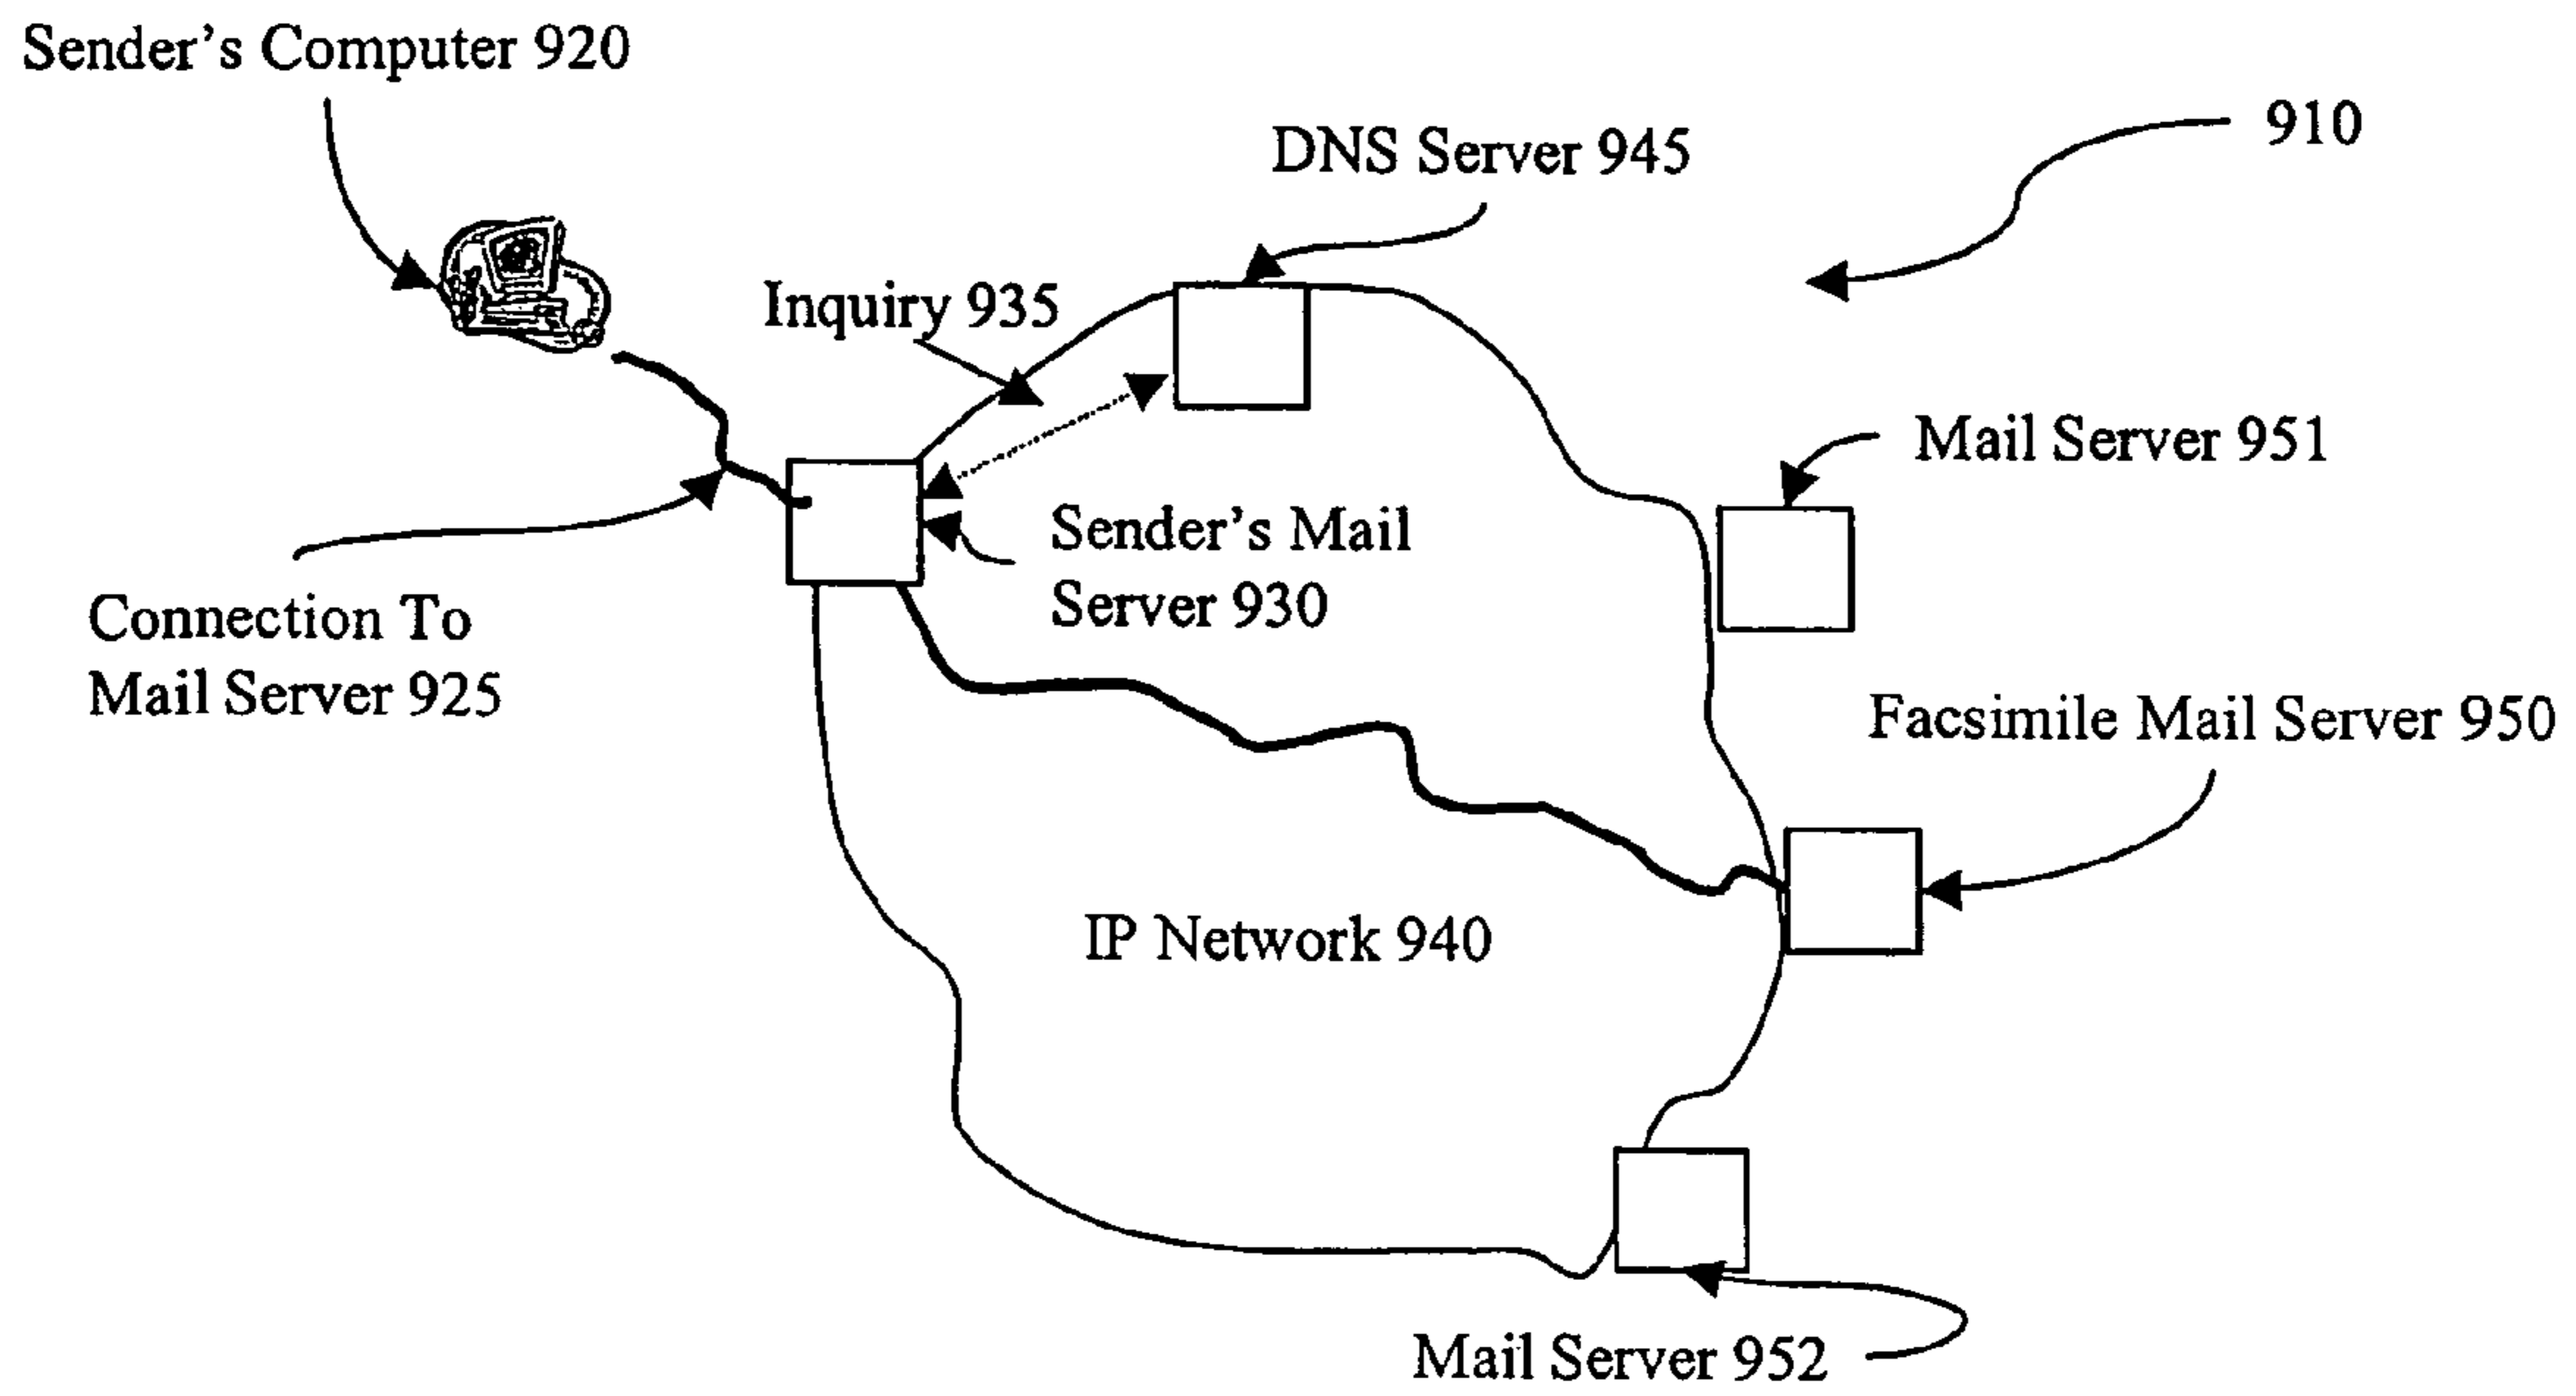 Sender's Computer 920
910
DNS Server 945
Inquiry 935
Mail Server 951
Sender's Mail
Server 930
Connection To
Mail Server 925
Facsimile Mail Server 950
IP Network 940
Mail Server 952